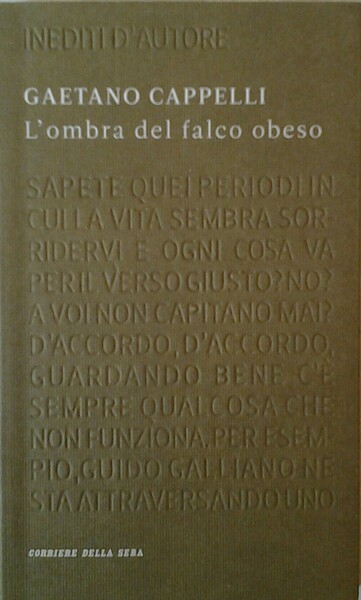 INEDITI D'AUTORE
GAETANO CAPPELLI
L'ombra del falco obeso
SAPETE QUEI PERIODI IN
CUI LA VITA SEMBRA SOR-
RIDERVI E OGNI COSA VA
PER IL VERSO GIUSTO? NO?
A VOI NON CAPITANO MAI?
D'ACCORDO, D'ACCORDO,
GUARDANDO BENE C'È
SEMPRE QUALCOSA CHE
NON FUNZIONA. PER ESEM-
PIO, GUIDO GALLIANO NE
STA ATTRAVERSANDO UNO
CORRIERE DELLA SERA